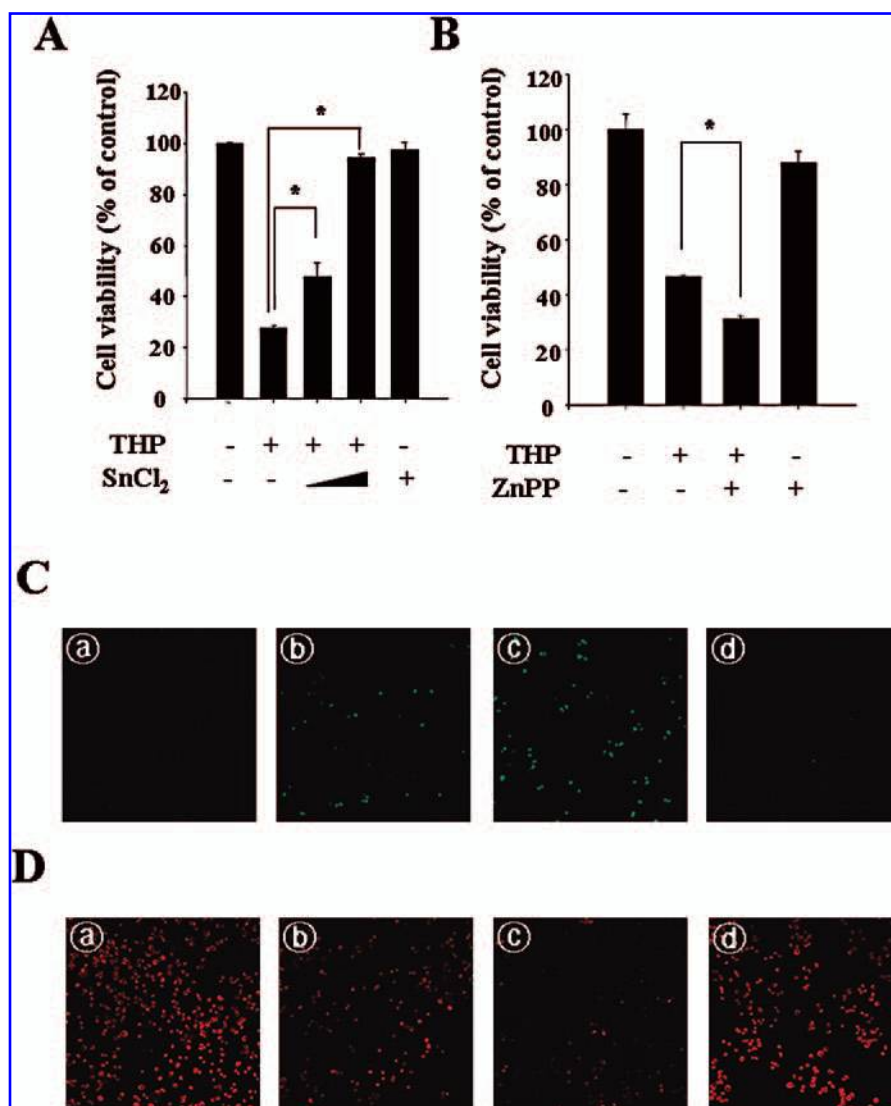 A
Cell viability (% of control)
120
100
80
60
40
20
0
*
*
THP - + + + -
SnCl₂ - - +
B
Cell viability (% of control)
120
100
80
60
40
20
0
*
THP - + + -
ZnPP - - + +
C
a b c d
D
a b c d